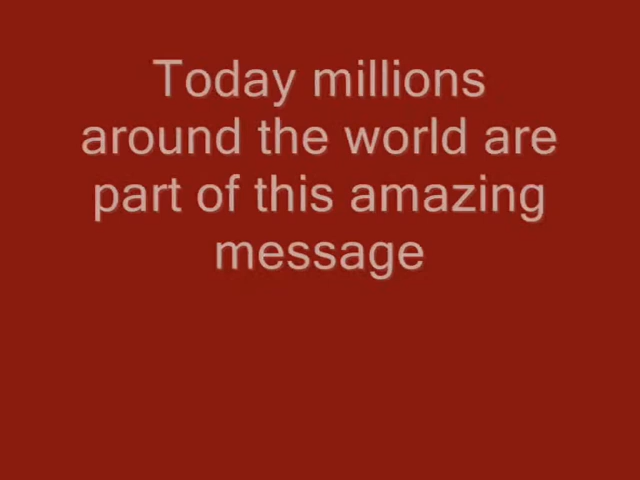 Today millions
around the world are
part of this amazing
message